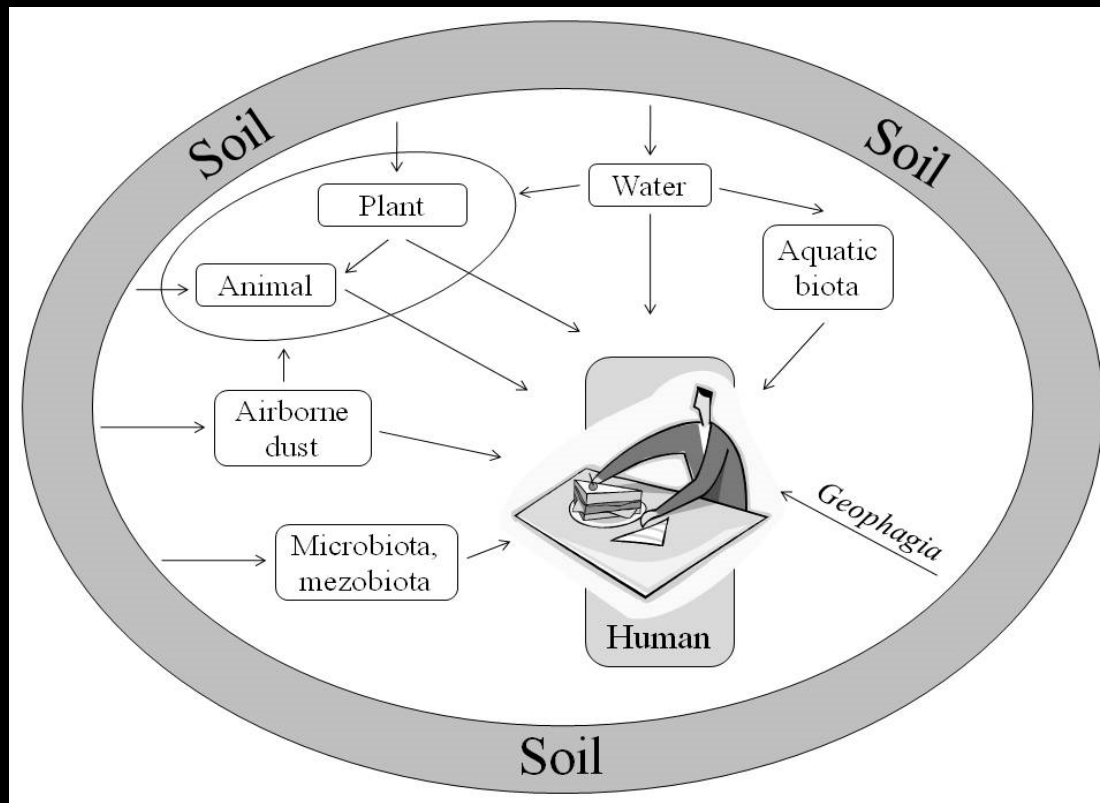 Soil
Soil
Plant
Water
Aquatic
biota
Animal
Airborne
dust
Geophagia
Microbiota,
mezobiota
Human
Soil